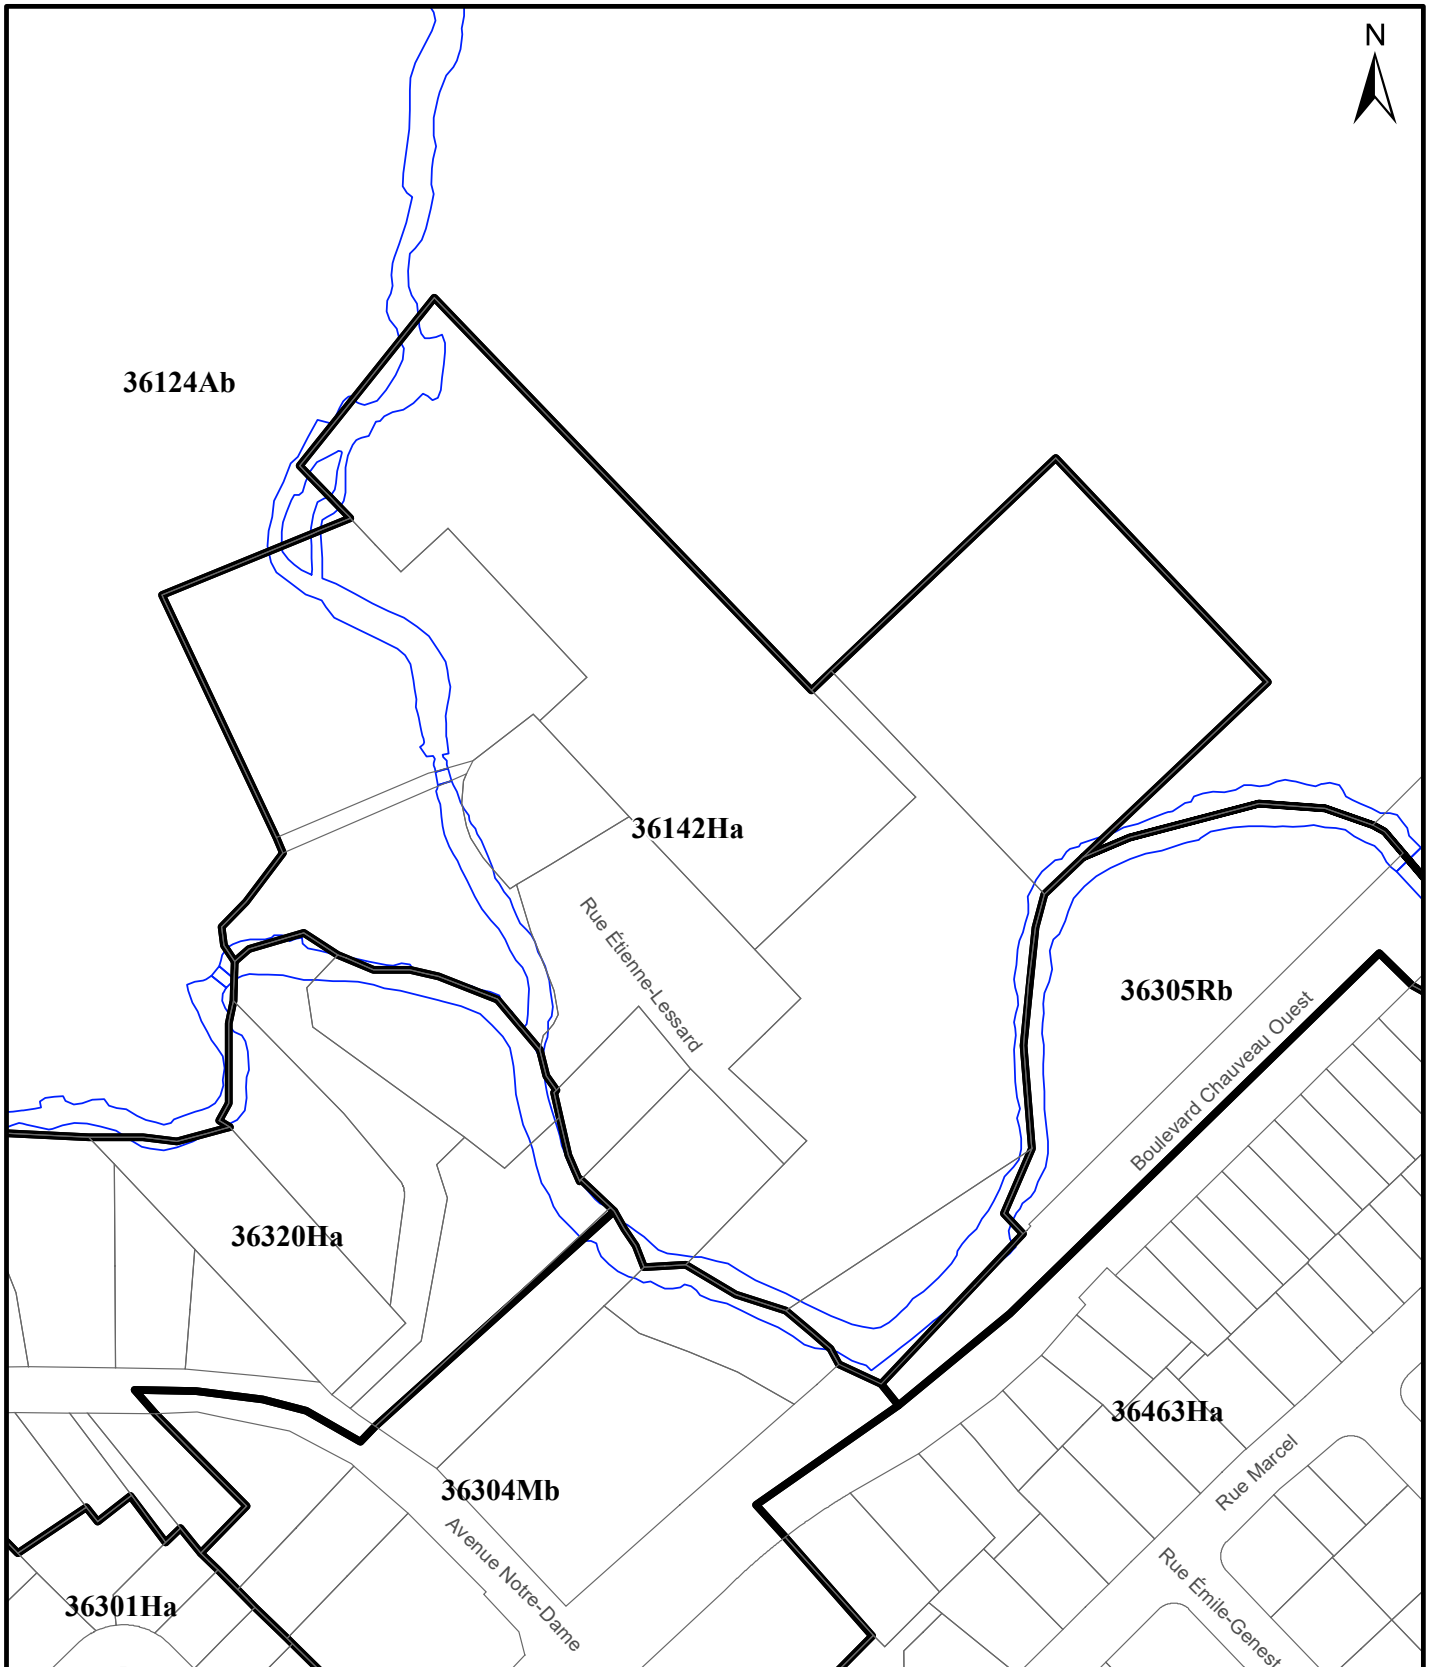 N
36124Ab
36142Ha
Rue Étienne-Lessard
36305Rb
Boulevard Chauveau Ouest
36320Ha
36463Ha
Rue Marcel
36304Mb
Avenue Notre-Dame
Rue Émile-Genest
36301Ha